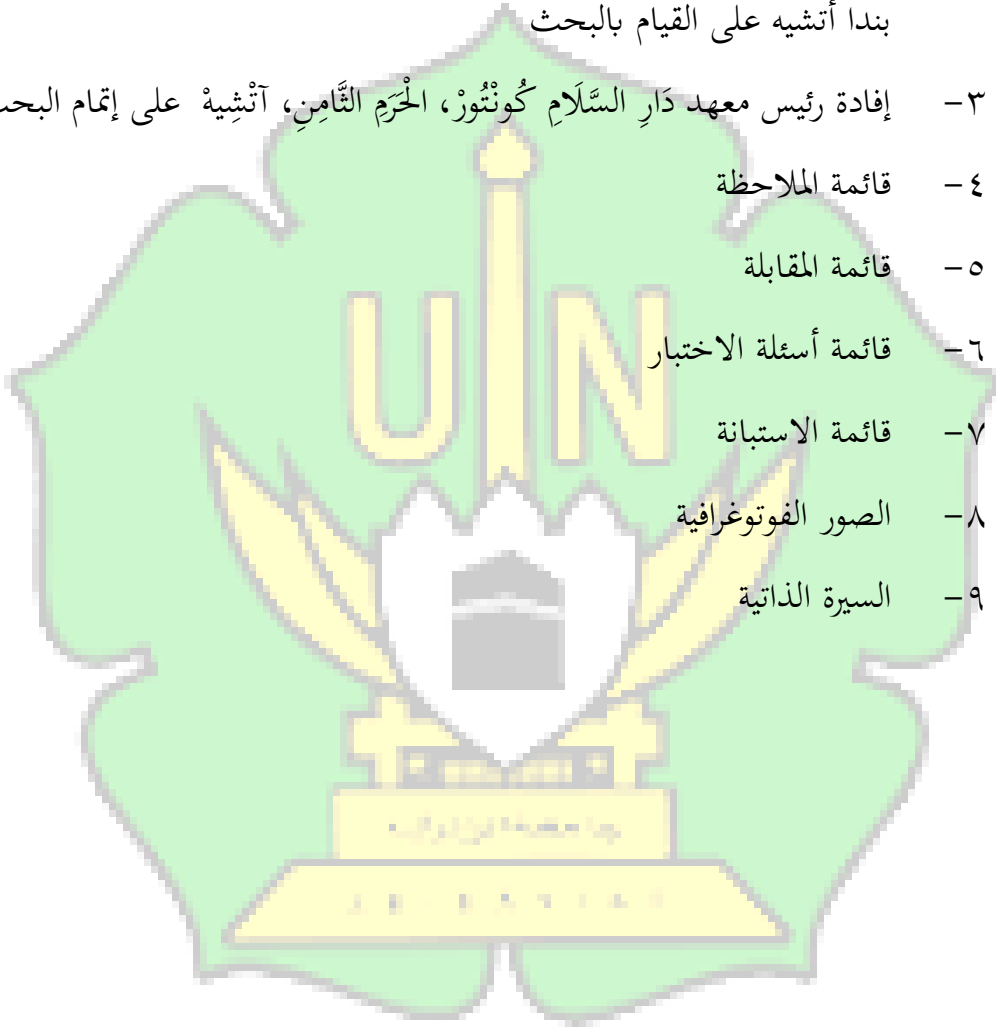 بندا أتشيه على القيام بالبحث
٣- إفادة رئيس معهد دَارِ السَّلَامِ كُونْتُورْ، الْحَرَمِ الثَّامِنِ، آتْشِيهْ على إتمام
٤- قائمة الملاحظة
٥- قائمة المقابلة
٦- قائمة أسئلة الاختبار
٧- قائمة الاستبانة
٨- الصور الفوتوغرافية
٩- السيرة الذاتية
UIN